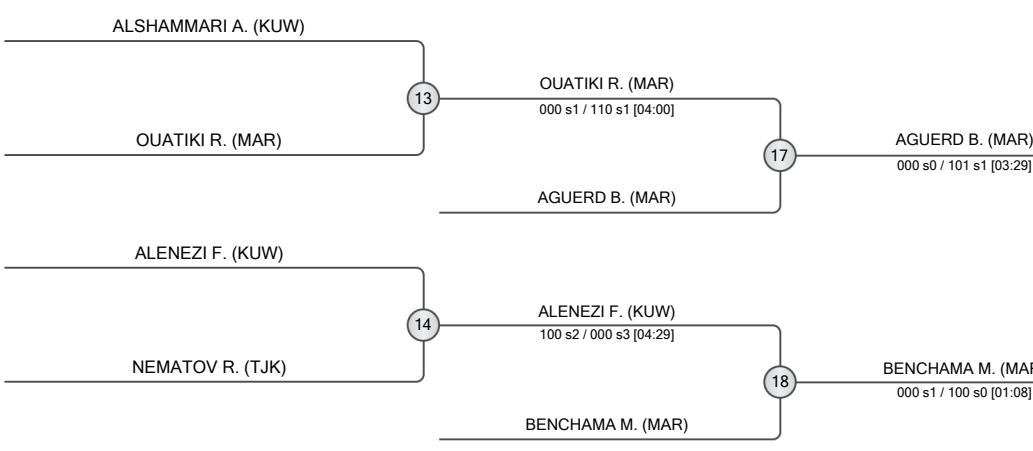 ALSHAMMARI A. (KUW)
13
OUATIKI R. (MAR)
000 s1 / 110 s1 [04:00]
OUATIKI R. (MAR)
17
AGUERD B. (MAR)
000 s0 / 101 s1 [03:29]
AGUERD B. (MAR)
ALENEZI F. (KUW)
14
ALENEZI F. (KUW)
100 s2 / 000 s3 [04:29]
NEMATOV R. (TJK)
18
BENCHAMA M. (MAR
000 s1 / 100 s0 [01:08]
BENCHAMA M. (MAR)